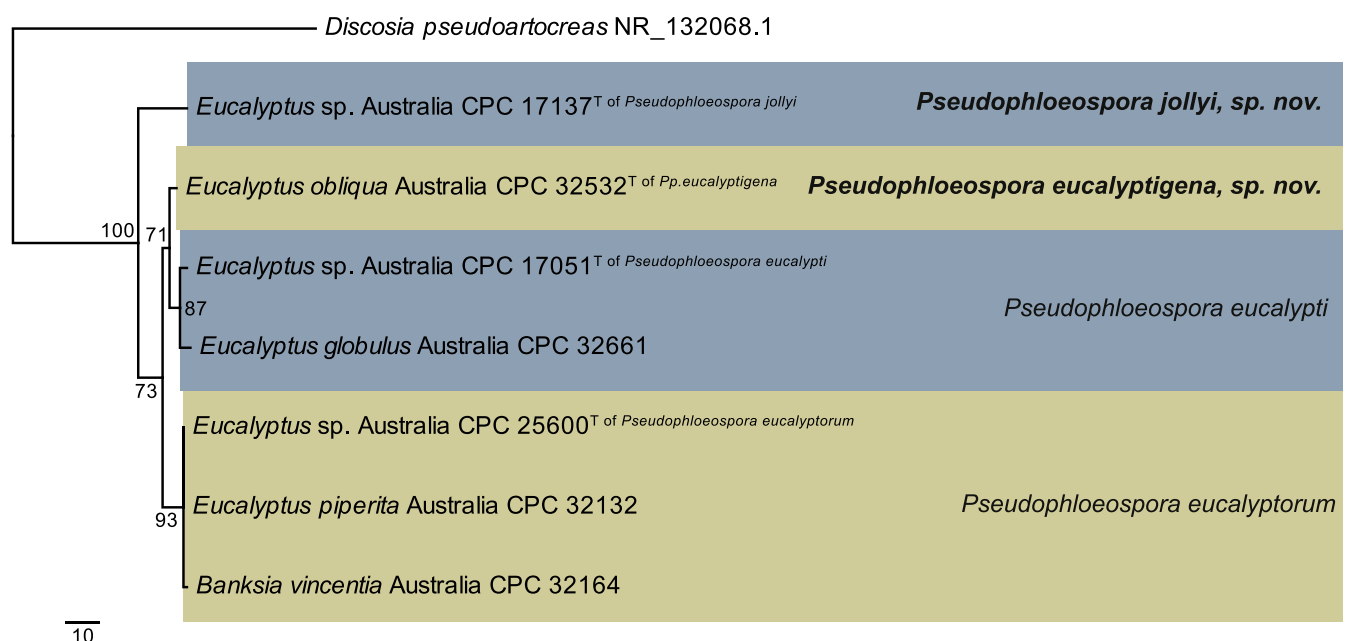 Discosia pseudoartocreas NR_132068.1
Eucalyptus sp. Australia CPC 17137T of Pseudophloeospora jollyi Pseudophloeospora jollyi, sp. nov.
Eucalyptus obliqua Australia CPC 32532T of Pp.eucalyptigena Pseudophloeospora eucalyptigena, sp. nov.
100
71
Eucalyptus sp. Australia CPC 17051T of Pseudophloeospora eucalypti
87
Pseudophloeospora eucalypti
Eucalyptus globulus Australia CPC 32661
73
Eucalyptus sp. Australia CPC 25600T of Pseudophloeospora eucalyptorum
Eucalyptus piperita Australia CPC 32132
Pseudophloeospora eucalyptorum
93
Banksia vincentia Australia CPC 32164
10